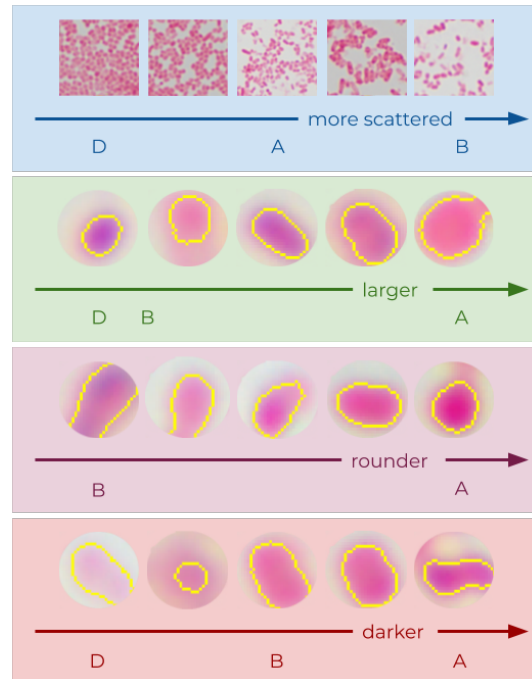 more scattered
D A B
larger
D B A
rounder
B A
darker
D B A